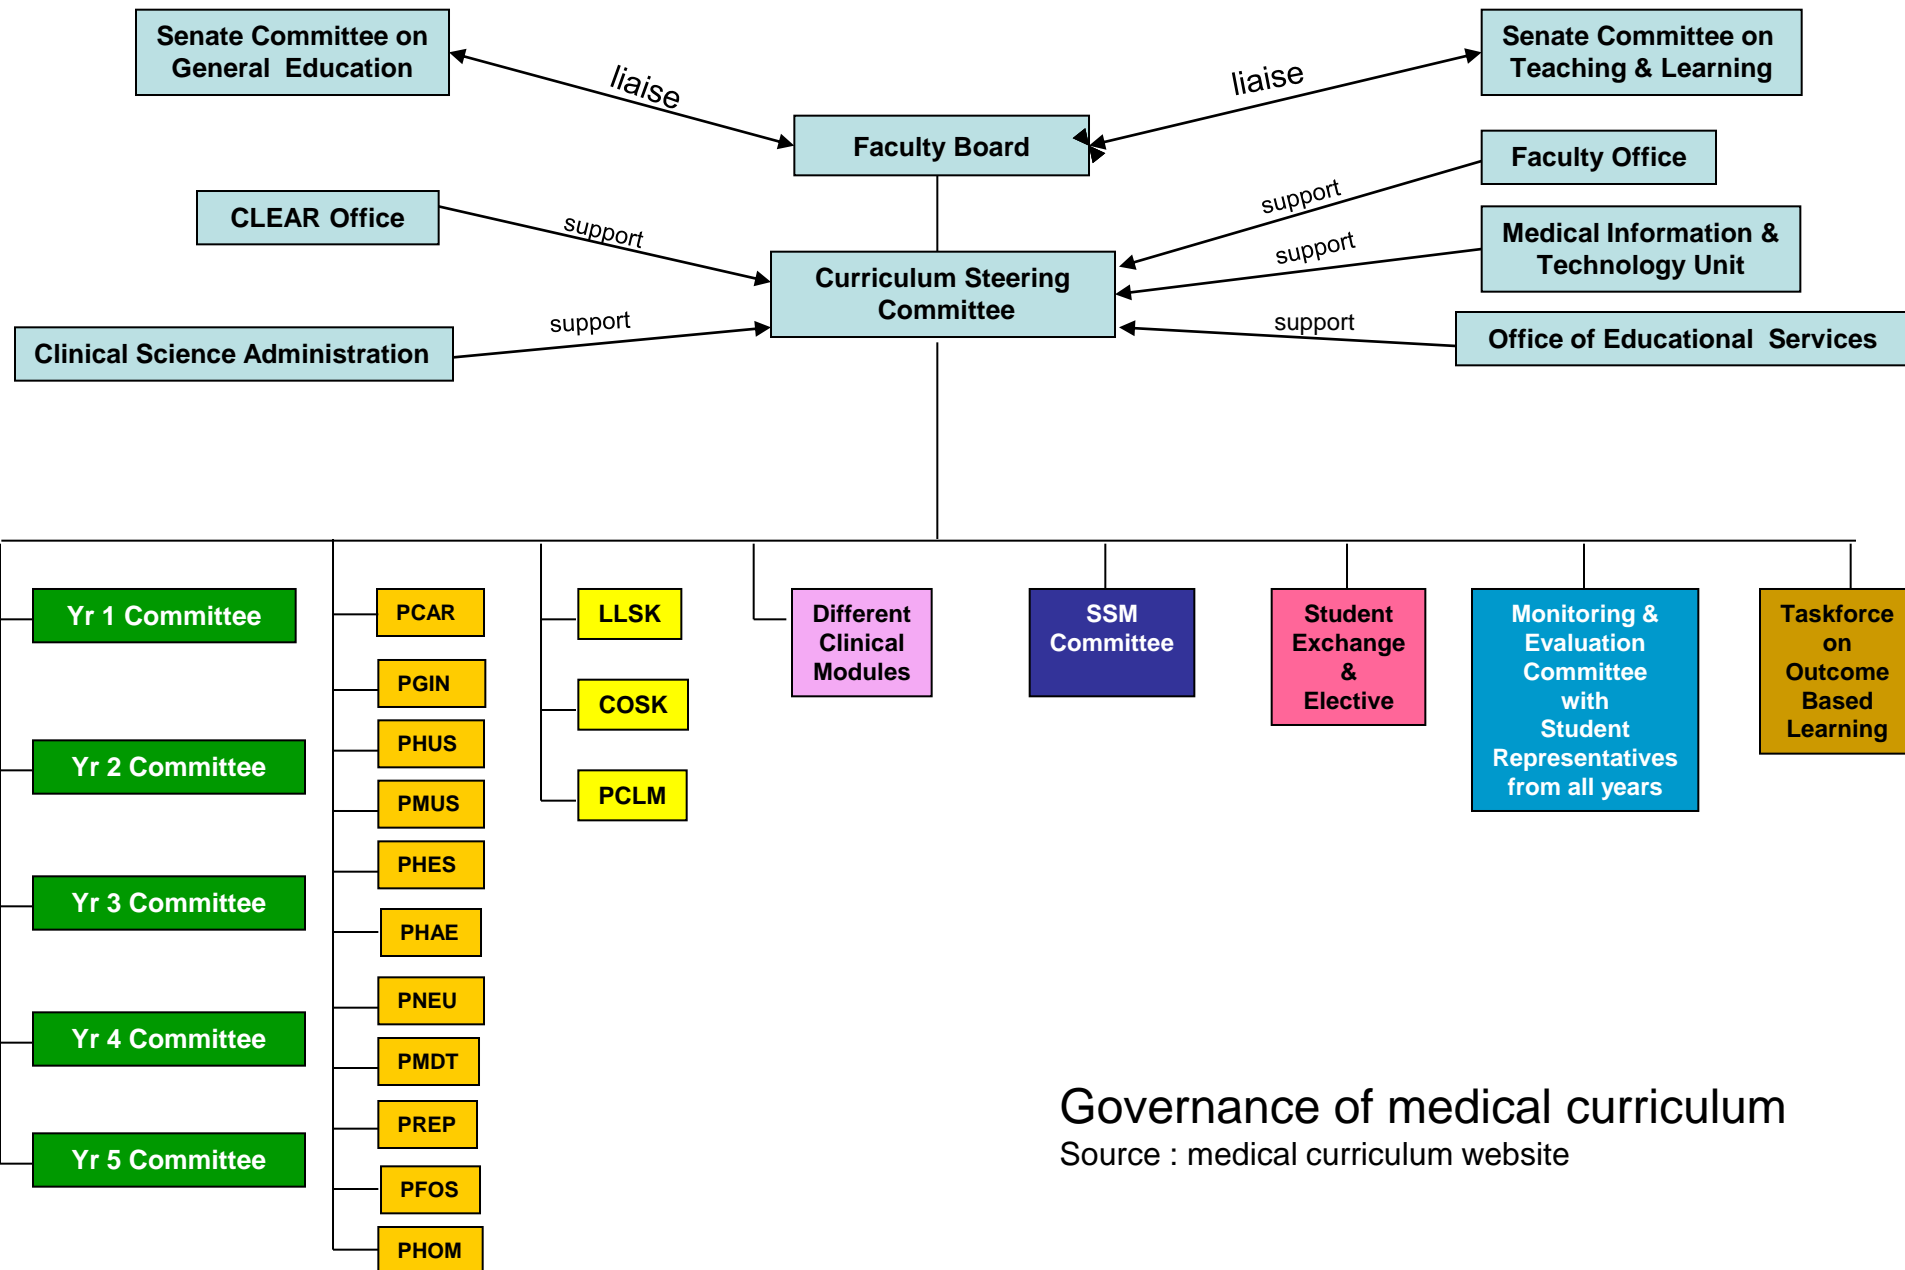 Senate Committee on
General Education
liaise
liaise
Senate Committee on
Teaching & Learning
Faculty Board
Faculty Office
CLEAR Office
support
support
Medical Information &
Technology Unit
support
Curriculum Steering
Committee
Clinical Science Administration
support
support
Office of Educational Services
Yr 1 Committee
Yr 2 Committee
Yr 3 Committee
Yr 4 Committee
Yr 5 Committee
PCAR
PGIN
PHUS
PMUS
PHES
PHAE
PNEU
PMDT
PREP
PFOS
PHOM
LLSK
COSK
PCLM
Different
Clinical
Modules
SSM
Committee
Student
Exchange
&
Elective
Monitoring &
Evaluation
Committee
with
Student
Representatives
from all years
Taskforce
on
Outcome
Based
Learning
Governance of medical curriculum
Source : medical curriculum website